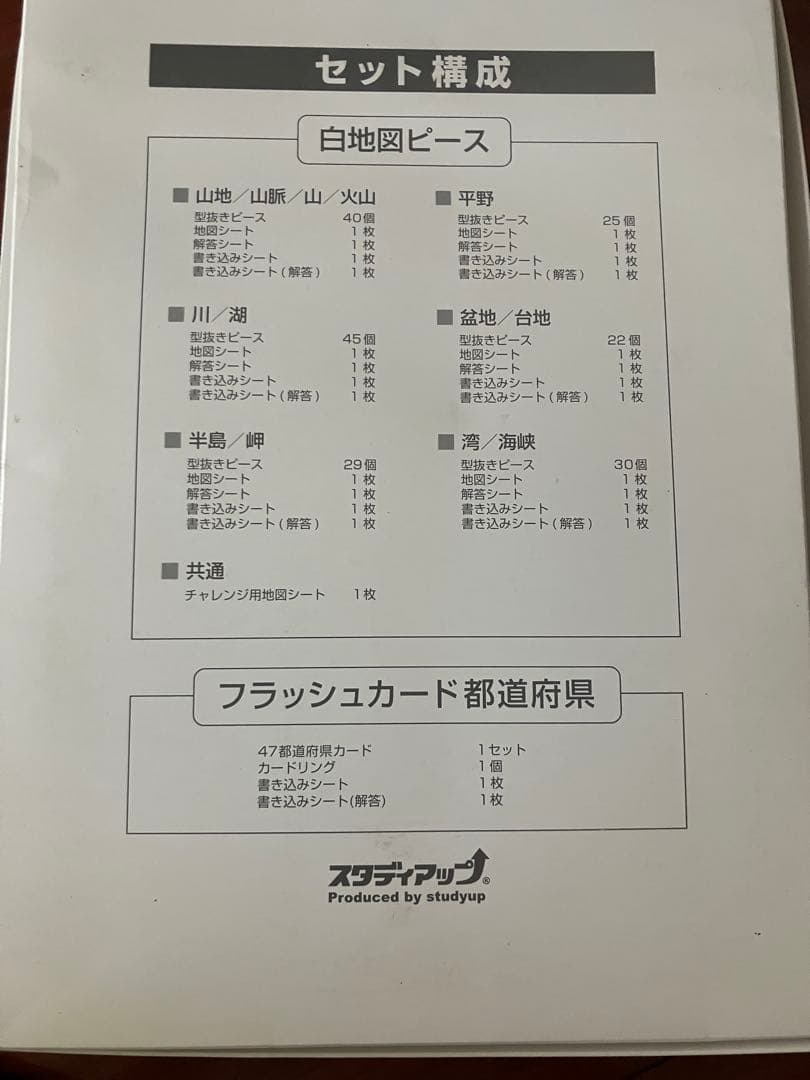 セット構成
白地図ピース
■ 山地／山脈／山／火山
型抜きピース 40個
地図シート 1枚
解答シート 1枚
書き込みシート 1枚
書き込みシート(解答) 1枚
■ 平野
型抜きピース 25個
地図シート 1枚
解答シート 1枚
書き込みシート 1枚
書き込みシート(解答) 1枚
■ 川／湖
型抜きピース 45個
地図シート 1枚
解答シート 1枚
書き込みシート 1枚
書き込みシート(解答) 1枚
■ 盆地／台地
型抜きピース 22個
地図シート 1枚
解答シート 1枚
書き込みシート 1枚
書き込みシート(解答) 1枚
■ 半島／岬
型抜きピース 29個
地図シート 1枚
解答シート 1枚
書き込みシート 1枚
書き込みシート(解答) 1枚
■ 湾／海峡
型抜きピース 30個
地図シート 1枚
解答シート 1枚
書き込みシート 1枚
書き込みシート(解答) 1枚
■ 共通
チャレンジ用地図シート 1枚
フラッシュカード都道府県
47都道府県カード 1セット
カードリング 1個
書き込みシート 1枚
書き込みシート(解答) 1枚
スタディアップ®
Produced by studyup